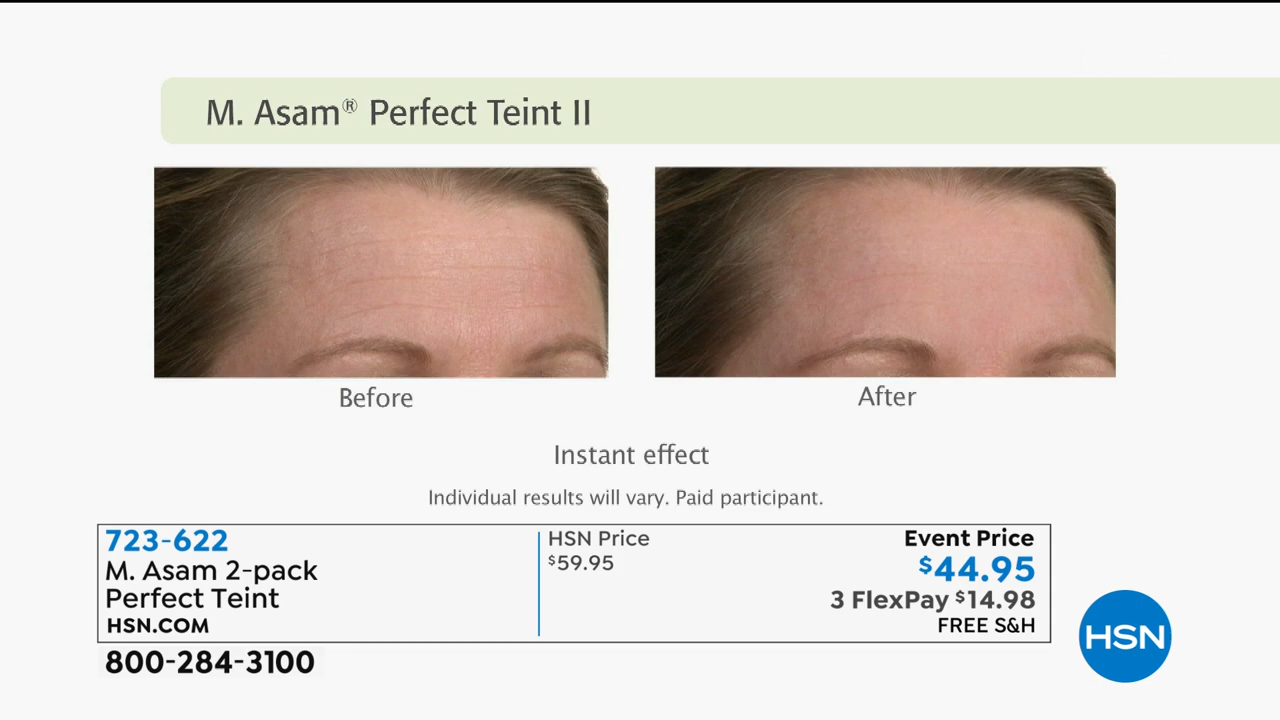 M. Asam® Perfect Teint II
Before
After
Instant effect
Individual results will vary. Paid participant.
723-622
M. Asam 2-pack
Perfect Teint
HSN.COM
HSN Price
$59.95
Event Price
$44.95
3 FlexPay $14.98
FREE S&H
800-284-3100
HSN